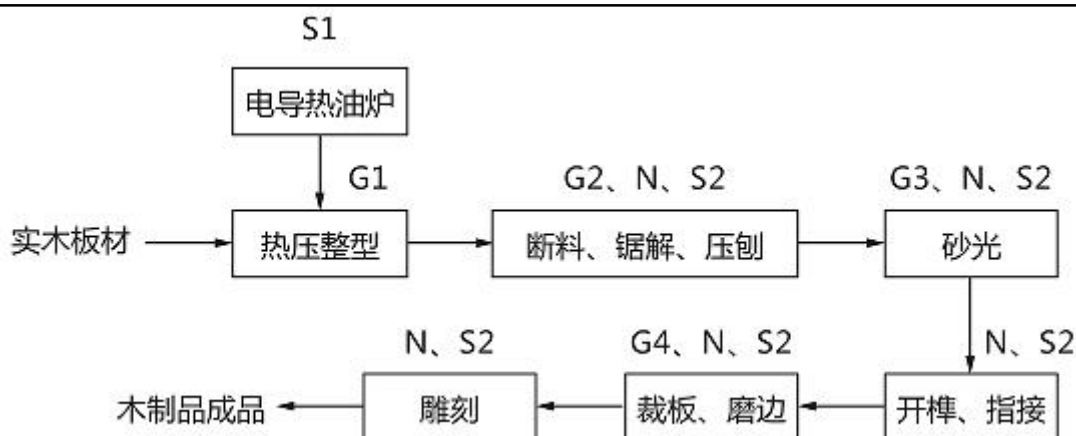 S1
电导热油炉
G1
G2、N、S2
G3、N、S2
实木板材
热压整型
断料、锯解、压刨
砂光
N、S2
G4、N、S2
N、S2
木制品成品
雕刻
裁板、磨边
开榫、指接